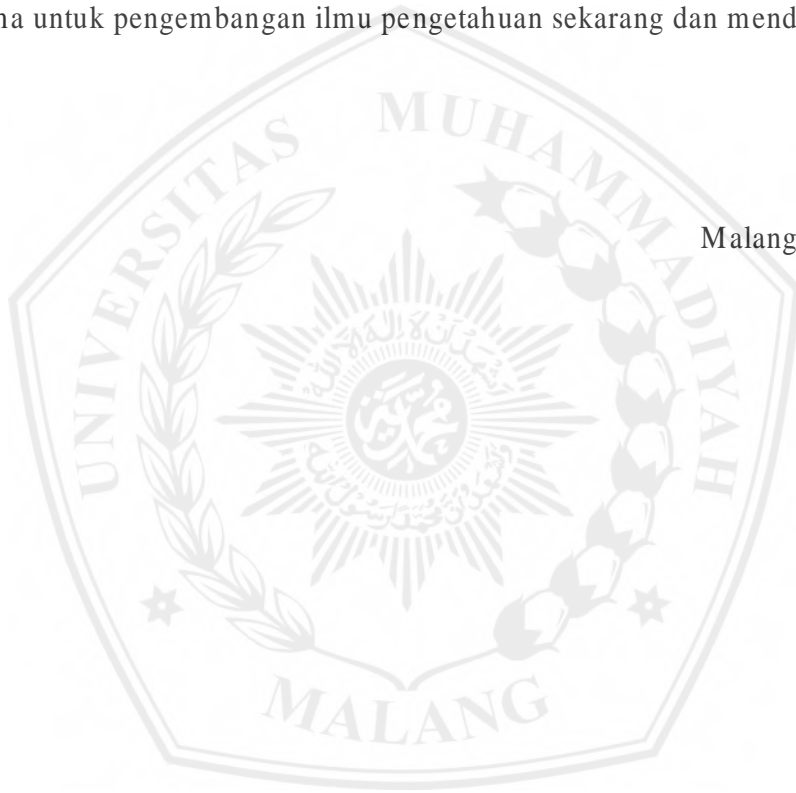 na untuk pengembangan ilmu pengetahuan sekarang dan mend
UNIVERSITAS MUHAMMADIYAH
Malang
MALANG